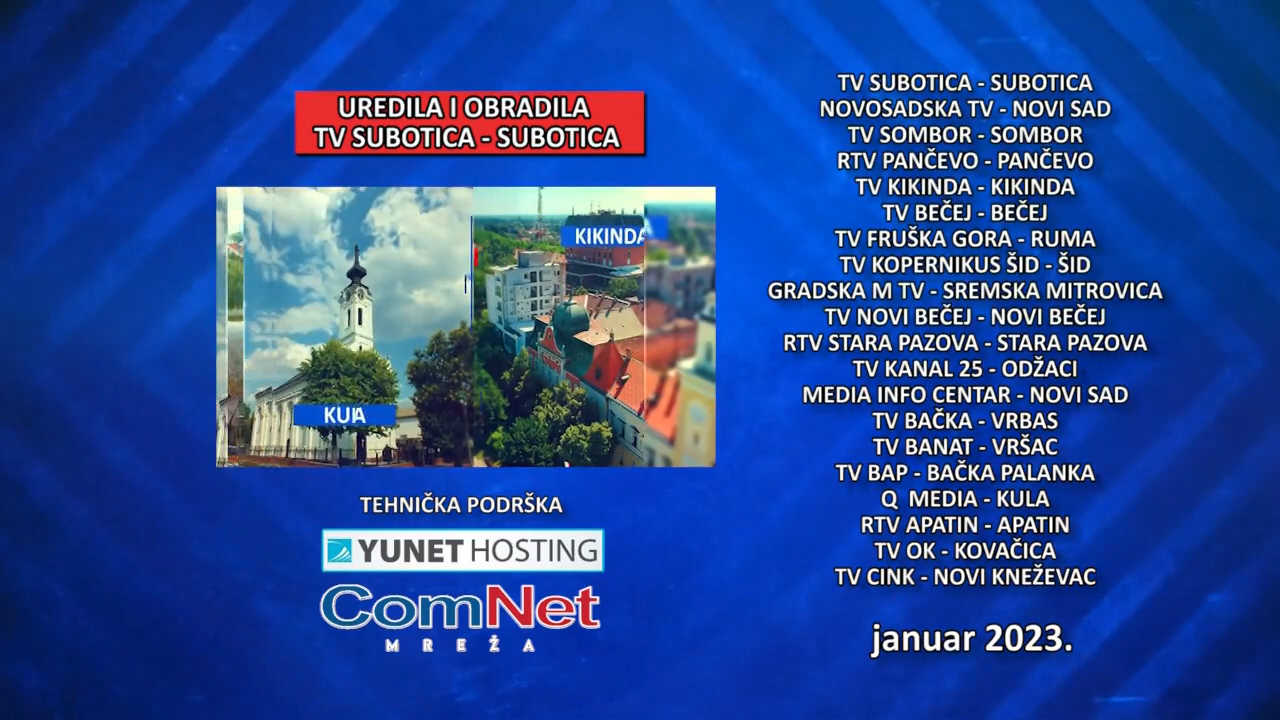 UREDILA I OBRADILA
TV SUBOTICA - SUBOTICA
KULA
KIKINDA
TEHNIČKA PODRŠKA
YUNET HOSTING
ComNet
MREŽA
TV SUBOTICA - SUBOTICA
NOVOSADSKA TV - NOVI SAD
TV SOMBOR - SOMBOR
RTV PANČEVO - PANČEVO
TV KIKINDA - KIKINDA
TV BEČEJ - BEČEJ
TV FRUŠKA GORA - RUMA
TV KOPERNIKUS ŠID - ŠID
GRADSKA M TV - SREMSKA MITROVICA
TV NOVI BEČEJ - NOVI BEČEJ
RTV STARA PAZOVA - STARA PAZOVA
TV KANAL 25 - ODŽACI
MEDIA INFO CENTAR - NOVI SAD
TV BAČKA - VRBAS
TV BANAT - VRŠAC
TV BAP - BAČKA PALANKA
Q MEDIA - KULA
RTV APATIN - APATIN
TV OK - KOVAČICA
TV CINK - NOVI KNEŽEVAC
januar 2023.